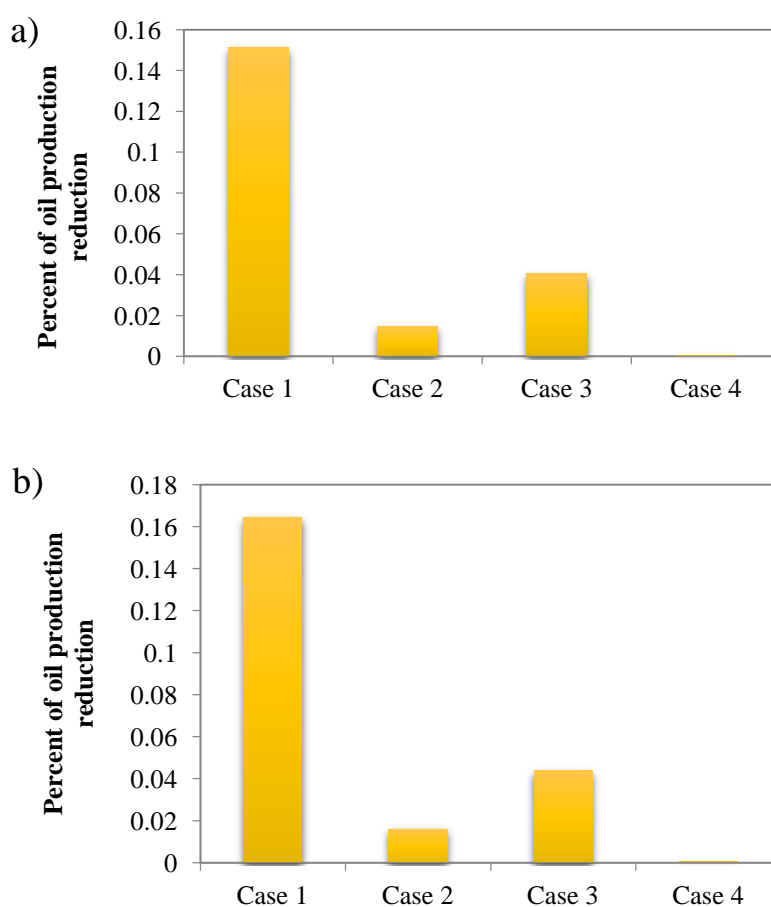 a)
Percent of oil production
reduction
0.16
0.14
0.12
0.1
0.08
0.06
0.04
0.02
0
Case 1 Case 2 Case 3 Case 4
b)
Percent of oil production
reduction
0.18
0.16
0.14
0.12
0.1
0.08
0.06
0.04
0.02
0
Case 1 Case 2 Case 3 Case 4